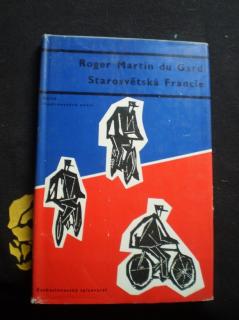 Roger Martin du Gard
Starosvětská Francie
Československý spisovatel